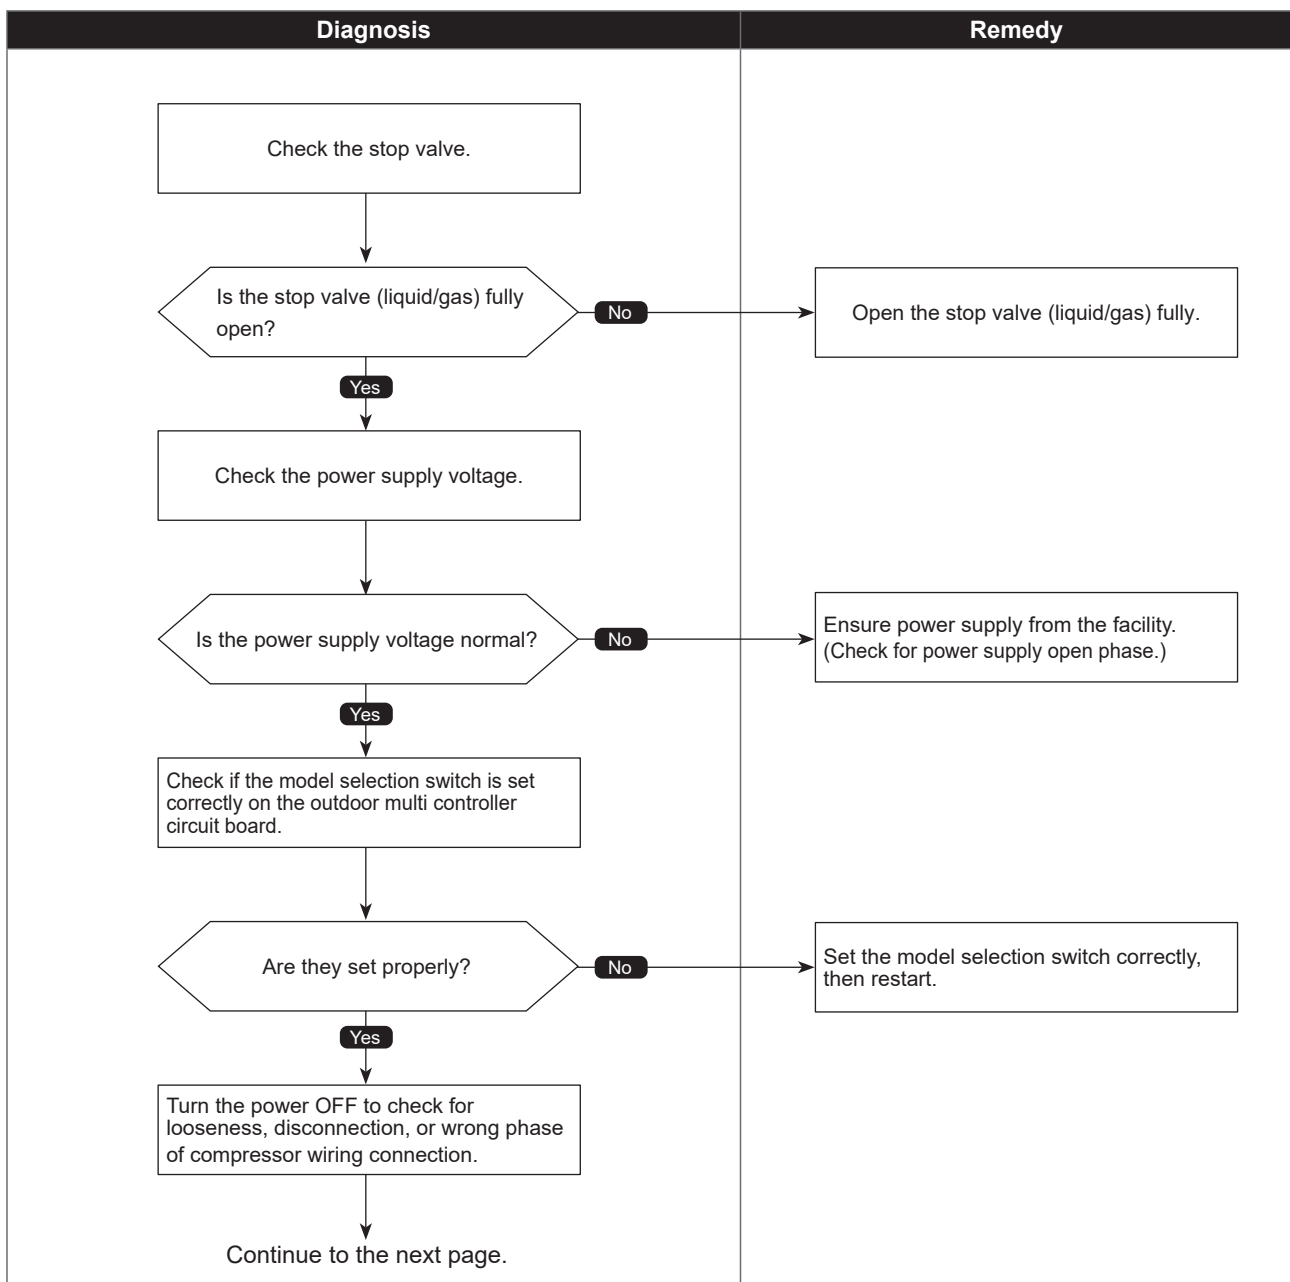 Diagnosis
Remedy
Check the stop valve.
Is the stop valve (liquid/gas) fully
open?
No
Open the stop valve (liquid/gas) fully.
Yes
Check the power supply voltage.
Is the power supply voltage normal?
No
Ensure power supply from the facility.
(Check for power supply open phase.)
Yes
Check if the model selection switch is set
correctly on the outdoor multi controller
circuit board.
Are they set properly?
No
Set the model selection switch correctly,
then restart.
Yes
Turn the power OFF to check for
looseness, disconnection, or wrong phase
of compressor wiring connection.
Continue to the next page.